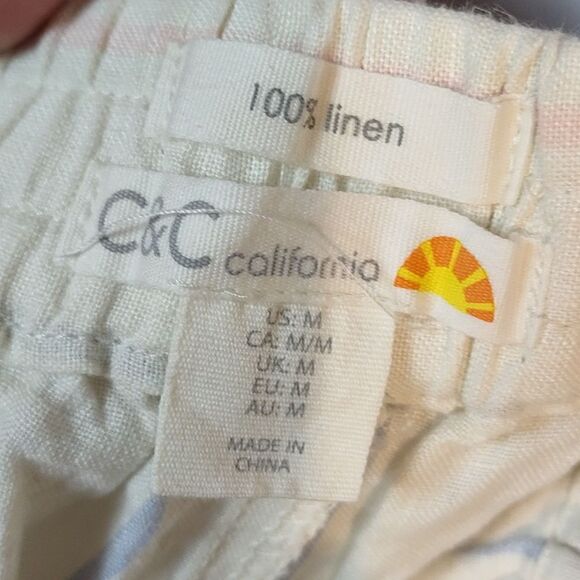 100% linen
C&C california
US: M
CA: M/M
UK: M
EU: M
AU: M
MADE IN
CHINA